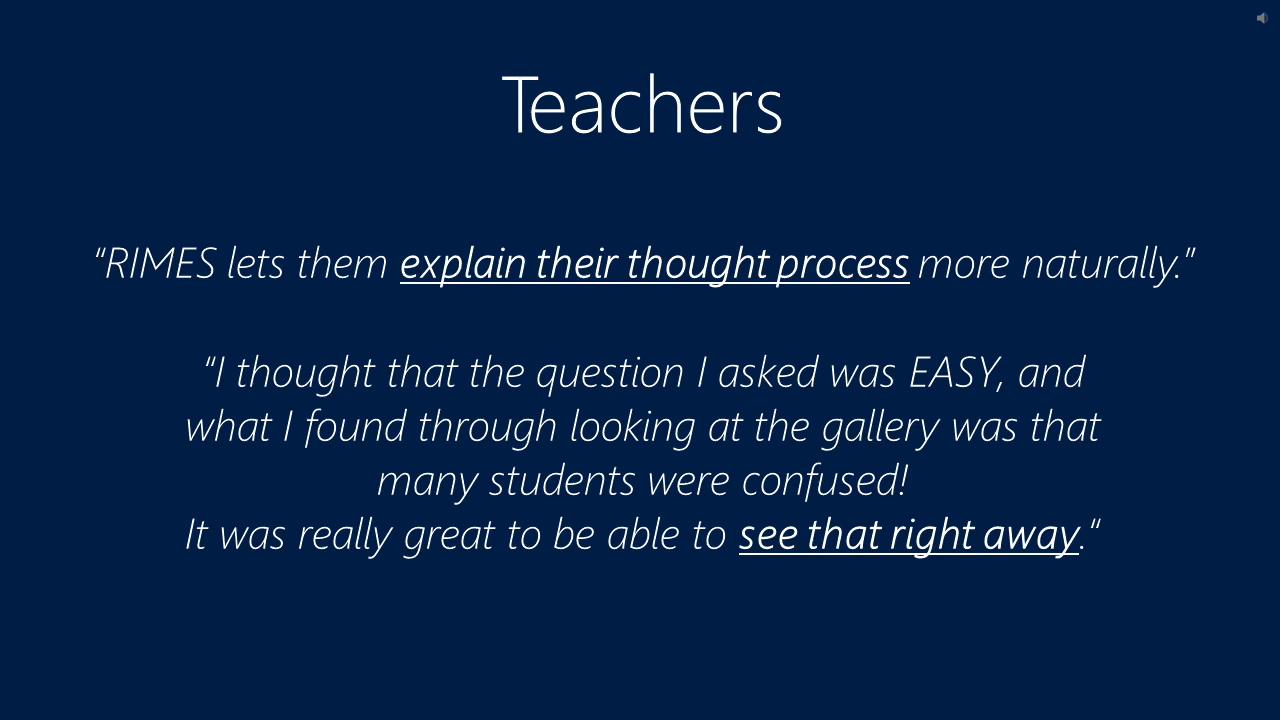 Teachers
“RIMES lets them explain their thought process more naturally.”
“I thought that the question I asked was EASY, and
what I found through looking at the gallery was that
many students were confused!
It was really great to be able to see that right away.“